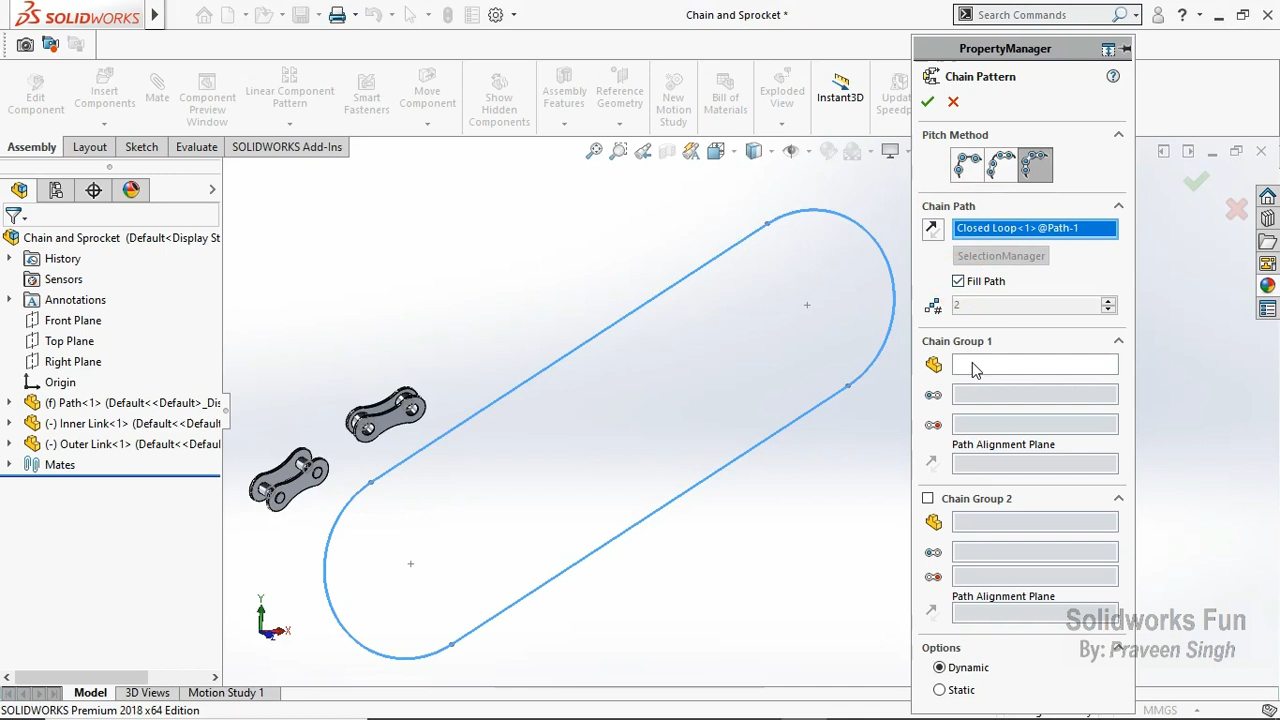 SOLIDWORKS
Chain and Sprocket *
Search Commands
?
Edit Component
Insert Components
Mate
Component Preview Window
Linear Component Pattern
Smart Fasteners
Move Component
Show Hidden Components
Assembly Features
Reference Geometry
New Motion Study
Bill of Materials
Exploded View
Instant3D
Updat
Speedp
Assembly
Layout
Sketch
Evaluate
SOLIDWORKS Add-Ins
Chain and Sprocket (Default<Display St
History
Sensors
Annotations
Front Plane
Top Plane
Right Plane
Origin
(f) Path<1> (Default<<Default>_Dis
(-) Inner Link<1> (Default<<Default
(-) Outer Link<1> (Default<<Defaul
Mates
PropertyManager
Chain Pattern
Pitch Method
Chain Path
Closed Loop<1>@Path-1
SelectionManager
Fill Path
2
Chain Group 1
Path Alignment Plane
Chain Group 2
Path Alignment Plane
Options
Dynamic
Static
Solidworks Fun
By: Praveen Singh
Y
X
Model
3D Views
Motion Study 1
SOLIDWORKS Premium 2018 x64 Edition
MMGS